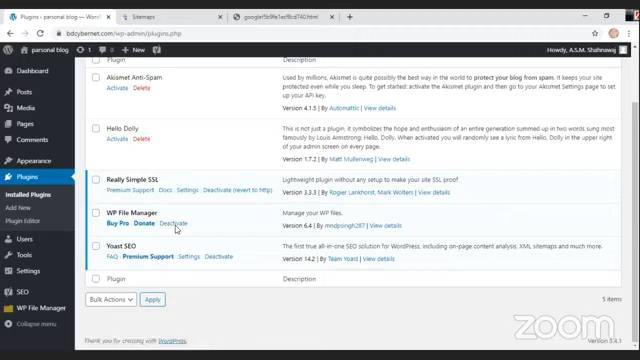 Plugins ‹ parsonal blog — WordP
Sitemaps
googlef5b9fe1ecf8cd740.html
bdcybernet.com/wp-admin/plugins.php
parsonal blog 1 0 New
Howdy, A.S.M. Shahnawaj
Dashboard
Posts
Media
Pages
Comments
Appearance
Plugins
Installed Plugins
Add New
Plugin Editor
Users
Tools
Settings
SEO
WP File Manager
Collapse menu
Plugin Description
Akismet Anti-Spam
Activate Delete
Used by millions, Akismet is quite possibly the best way in the world to protect your blog from spam. It keeps your site
protected even while you sleep. To get started: activate the Akismet plugin and then go to your Akismet Settings page to set
up your API key.
Version 4.1.5 | By Automattic | View details
Hello Dolly
Activate Delete
This is not just a plugin, it symbolizes the hope and enthusiasm of an entire generation summed up in two words sung most
famously by Louis Armstrong: Hello, Dolly. When activated you will randomly see a lyric from Hello, Dolly in the upper
right of your admin screen on every page.
Version 1.7.2 | By Matt Mullenweg | View details
Really Simple SSL
Premium Support Docs Settings Deactivate (revert to http)
Lightweight plugin without any setup to make your site SSL proof
Version 3.3.3 | By Rogier Lankhorst, Mark Wolters | View details
WP File Manager
Buy Pro Donate Deactivate
Manage your WP files.
Version 6.4 | By mndpsingh287 | View details
Yoast SEO
FAQ Premium Support Settings Deactivate
The first true all-in-one SEO solution for WordPress, including on-page content analysis, XML sitemaps and much more.
Version 14.2 | By Team Yoast | View details
Plugin Description
Bulk Actions Apply
5 items
Thank you for creating with WordPress.
Version 5.4.1
zoom